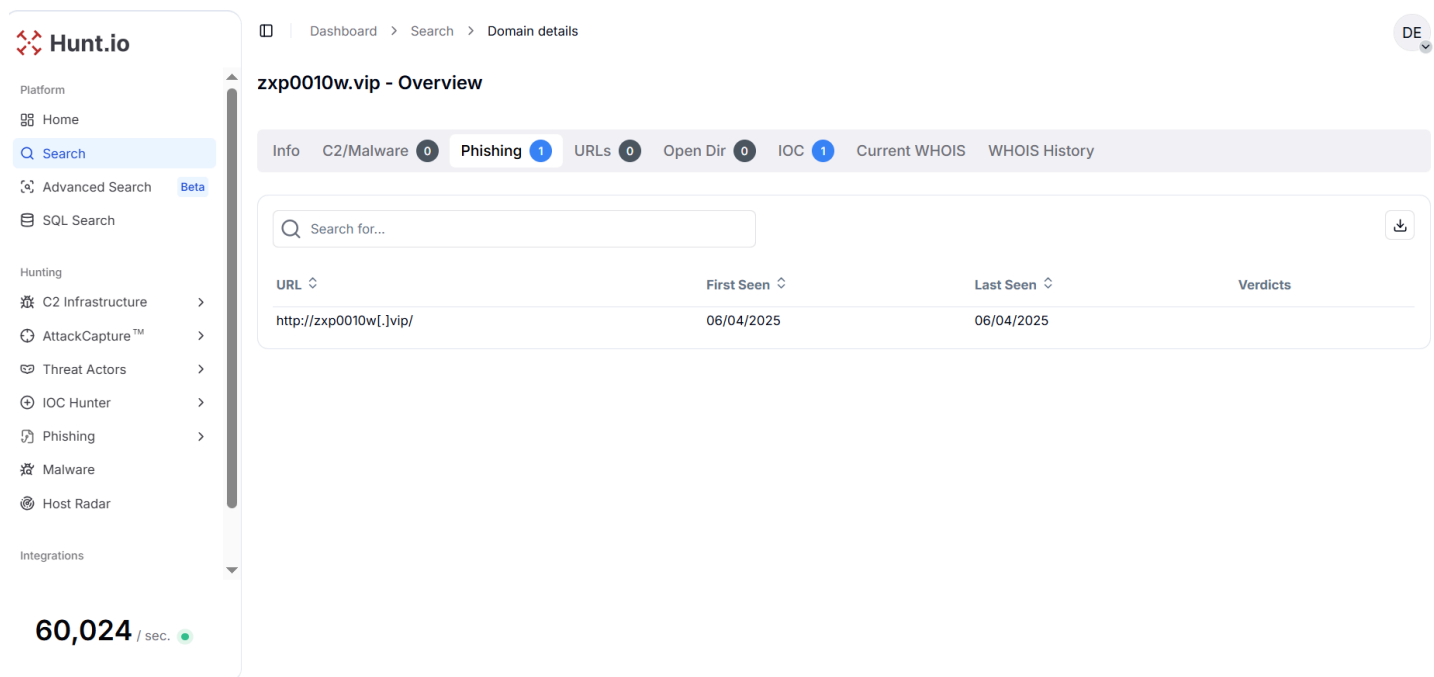 Hunt.io
Platform
Home
Search
Advanced Search Beta
SQL Search
Hunting
C2 Infrastructure
AttackCapture™
Threat Actors
IOC Hunter
Phishing
Malware
Host Radar
Integrations
60,024 / sec.
Dashboard > Search > Domain details
DE
zxp0010w.vip - Overview
Info C2/Malware 0 Phishing 1 URLs 0 Open Dir 0 IOC 1 Current WHOIS WHOIS History
Search for...
URL First Seen Last Seen Verdicts
http://zxp0010w[.]vip/ 06/04/2025 06/04/2025